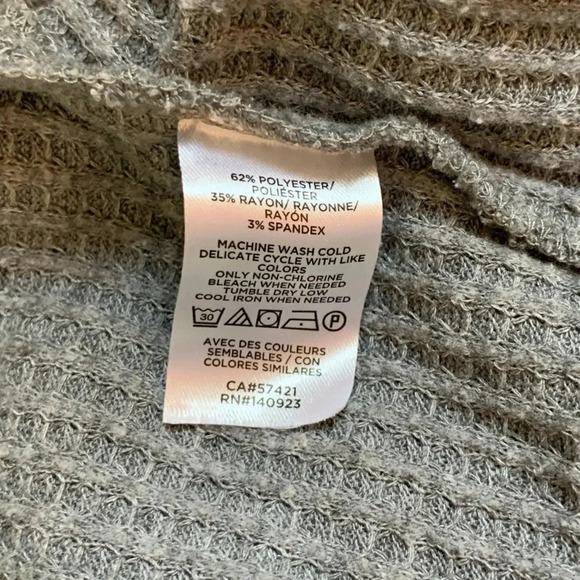 62% POLYESTER/
POLIÉSTER
35% RAYON/ RAYONNE/
RAYÓN
3% SPANDEX
MACHINE WASH COLD
DELICATE CYCLE WITH LIKE
COLORS
ONLY NON-CHLORINE
BLEACH WHEN NEEDED
TUMBLE DRY LOW
COOL IRON WHEN NEEDED
30 P
AVEC DES COULEURS
SEMBLABLES / CON
COLORES SIMILARES
CA#57421
RN#140923